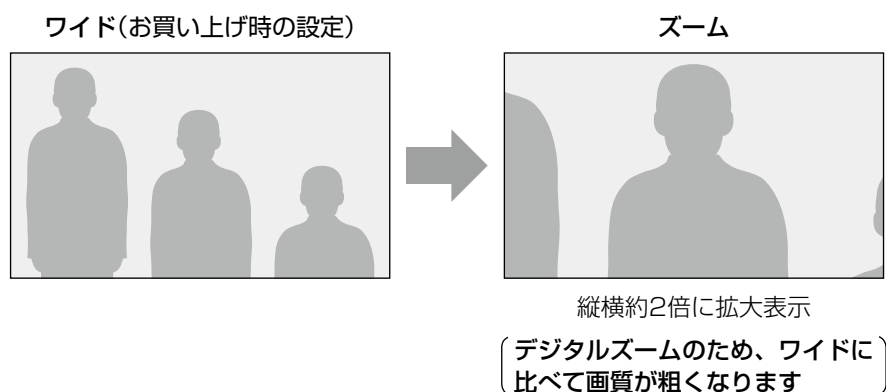 ワイド(お買い上げ時の設定)
ズーム
縦横約2倍に拡大表示
デジタルズームのため、ワイドに
比べて画質が粗くなります